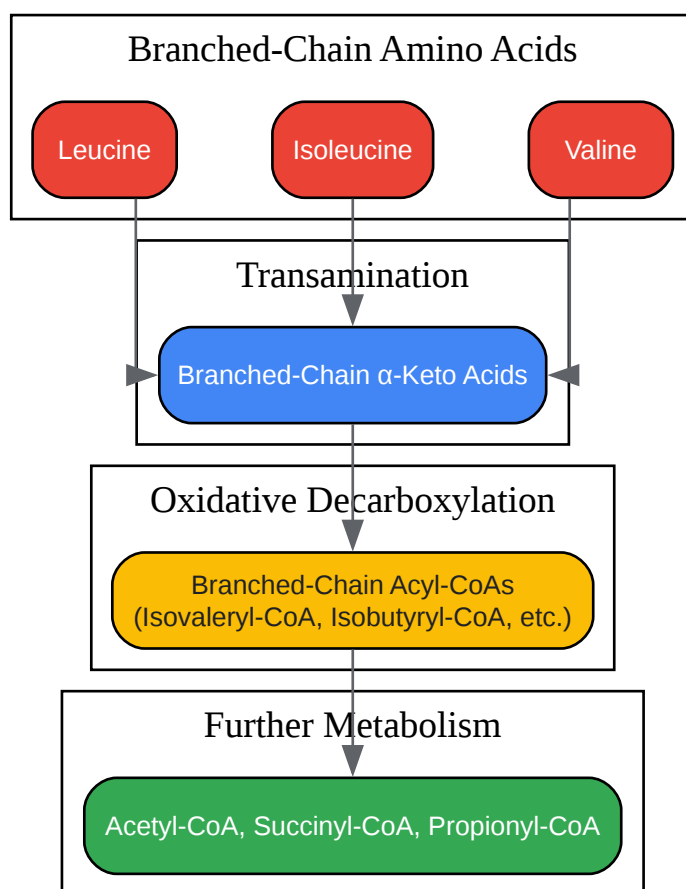 Branched-Chain Amino Acids
Leucine
Isoleucine
Valine
Transamination
Branched-Chain α-Keto Acids
Oxidative Decarboxylation
Branched-Chain Acyl-CoAs
(Isovaleryl-CoA, Isobutyryl-CoA, etc.)
Further Metabolism
Acetyl-CoA, Succinyl-CoA, Propionyl-CoA